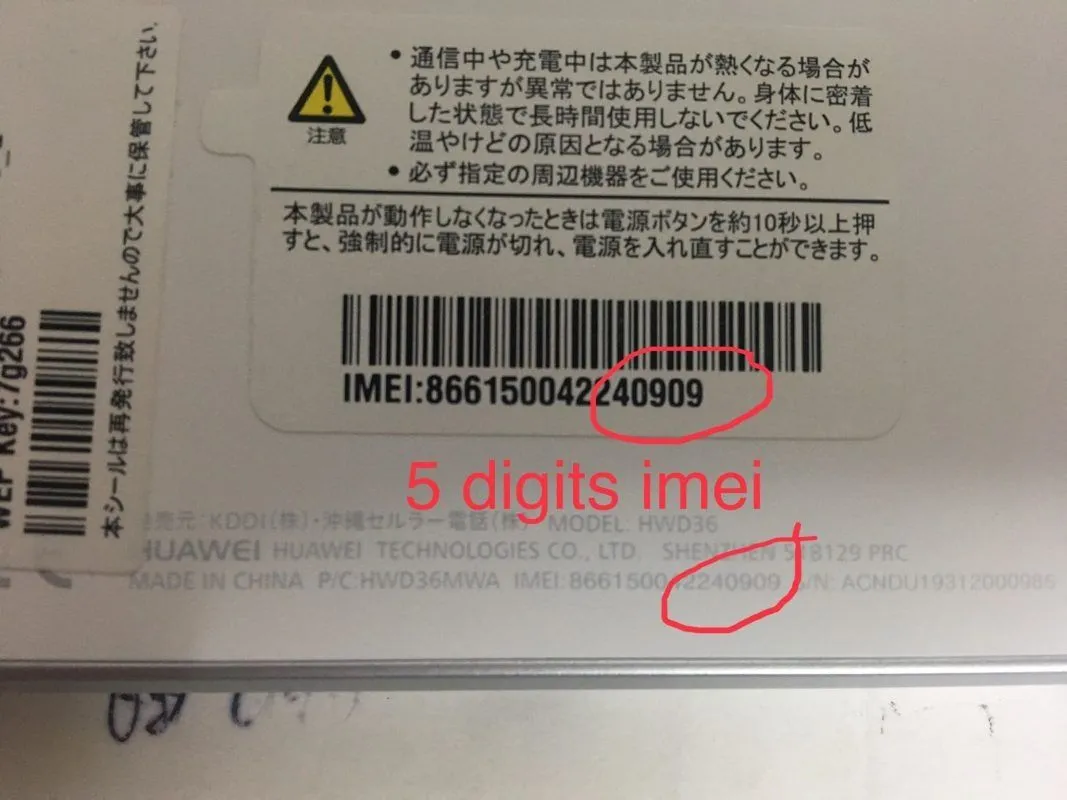 本シールは再発行致しませんので大事に保管して下さい.
WEP Key:7g266
注意
• 通信中や充電中は本製品が熱くなる場合が
ありますが異常ではありません。身体に密着
した状態で長時間使用しないでください。低
温やけどの原因となる場合があります。
• 必ず指定の周辺機器をご使用ください。
本製品が動作しなくなったときは電源ボタンを約10秒以上押
すと、強制的に電源が切れ、電源を入れ直すことができます。
IMEI:866150042240909
5 digits imei
売元:KDDI(株)・沖縄セルラー電話(株) MODEL: HWD36
HUAWEI HUAWEI TECHNOLOGIES CO., LTD. SHENZHEN 518129 PRC
MADE IN CHINA P/C:HWD36MWA IMEI:866150042240909 S/N: ACNDU19312000986